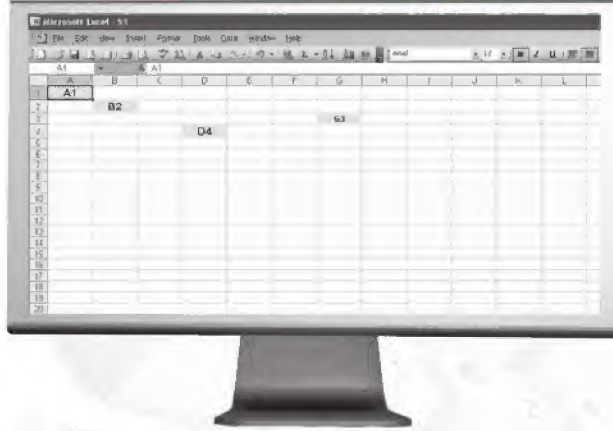 Microsoft Excel - 
File Edit View Insert Format Tools Data Window Help
Arial
A1 A1
A B C D E F G H I J K L
1 A1
2 B2
3 G3
4 D4
5
6
7
8
9
10
11
12
13
14
15
16
17
18
19
20